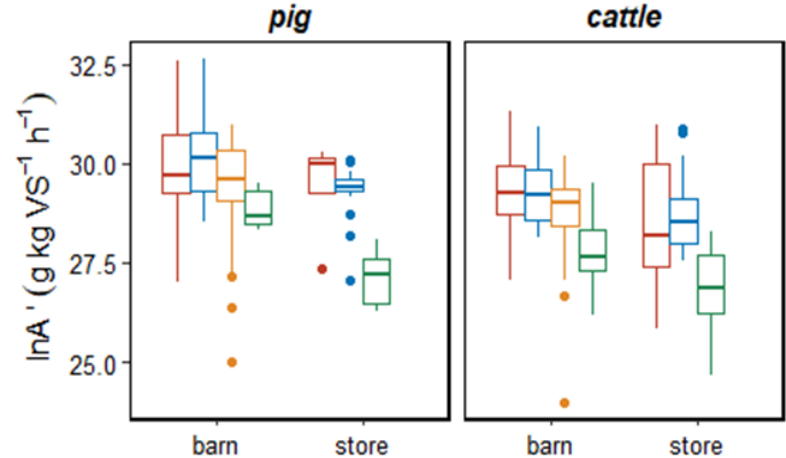 pig cattle
lnA ' ( g kg VS⁻¹ h⁻¹ )
32.5
30.0
27.5
25.0
barn store barn store